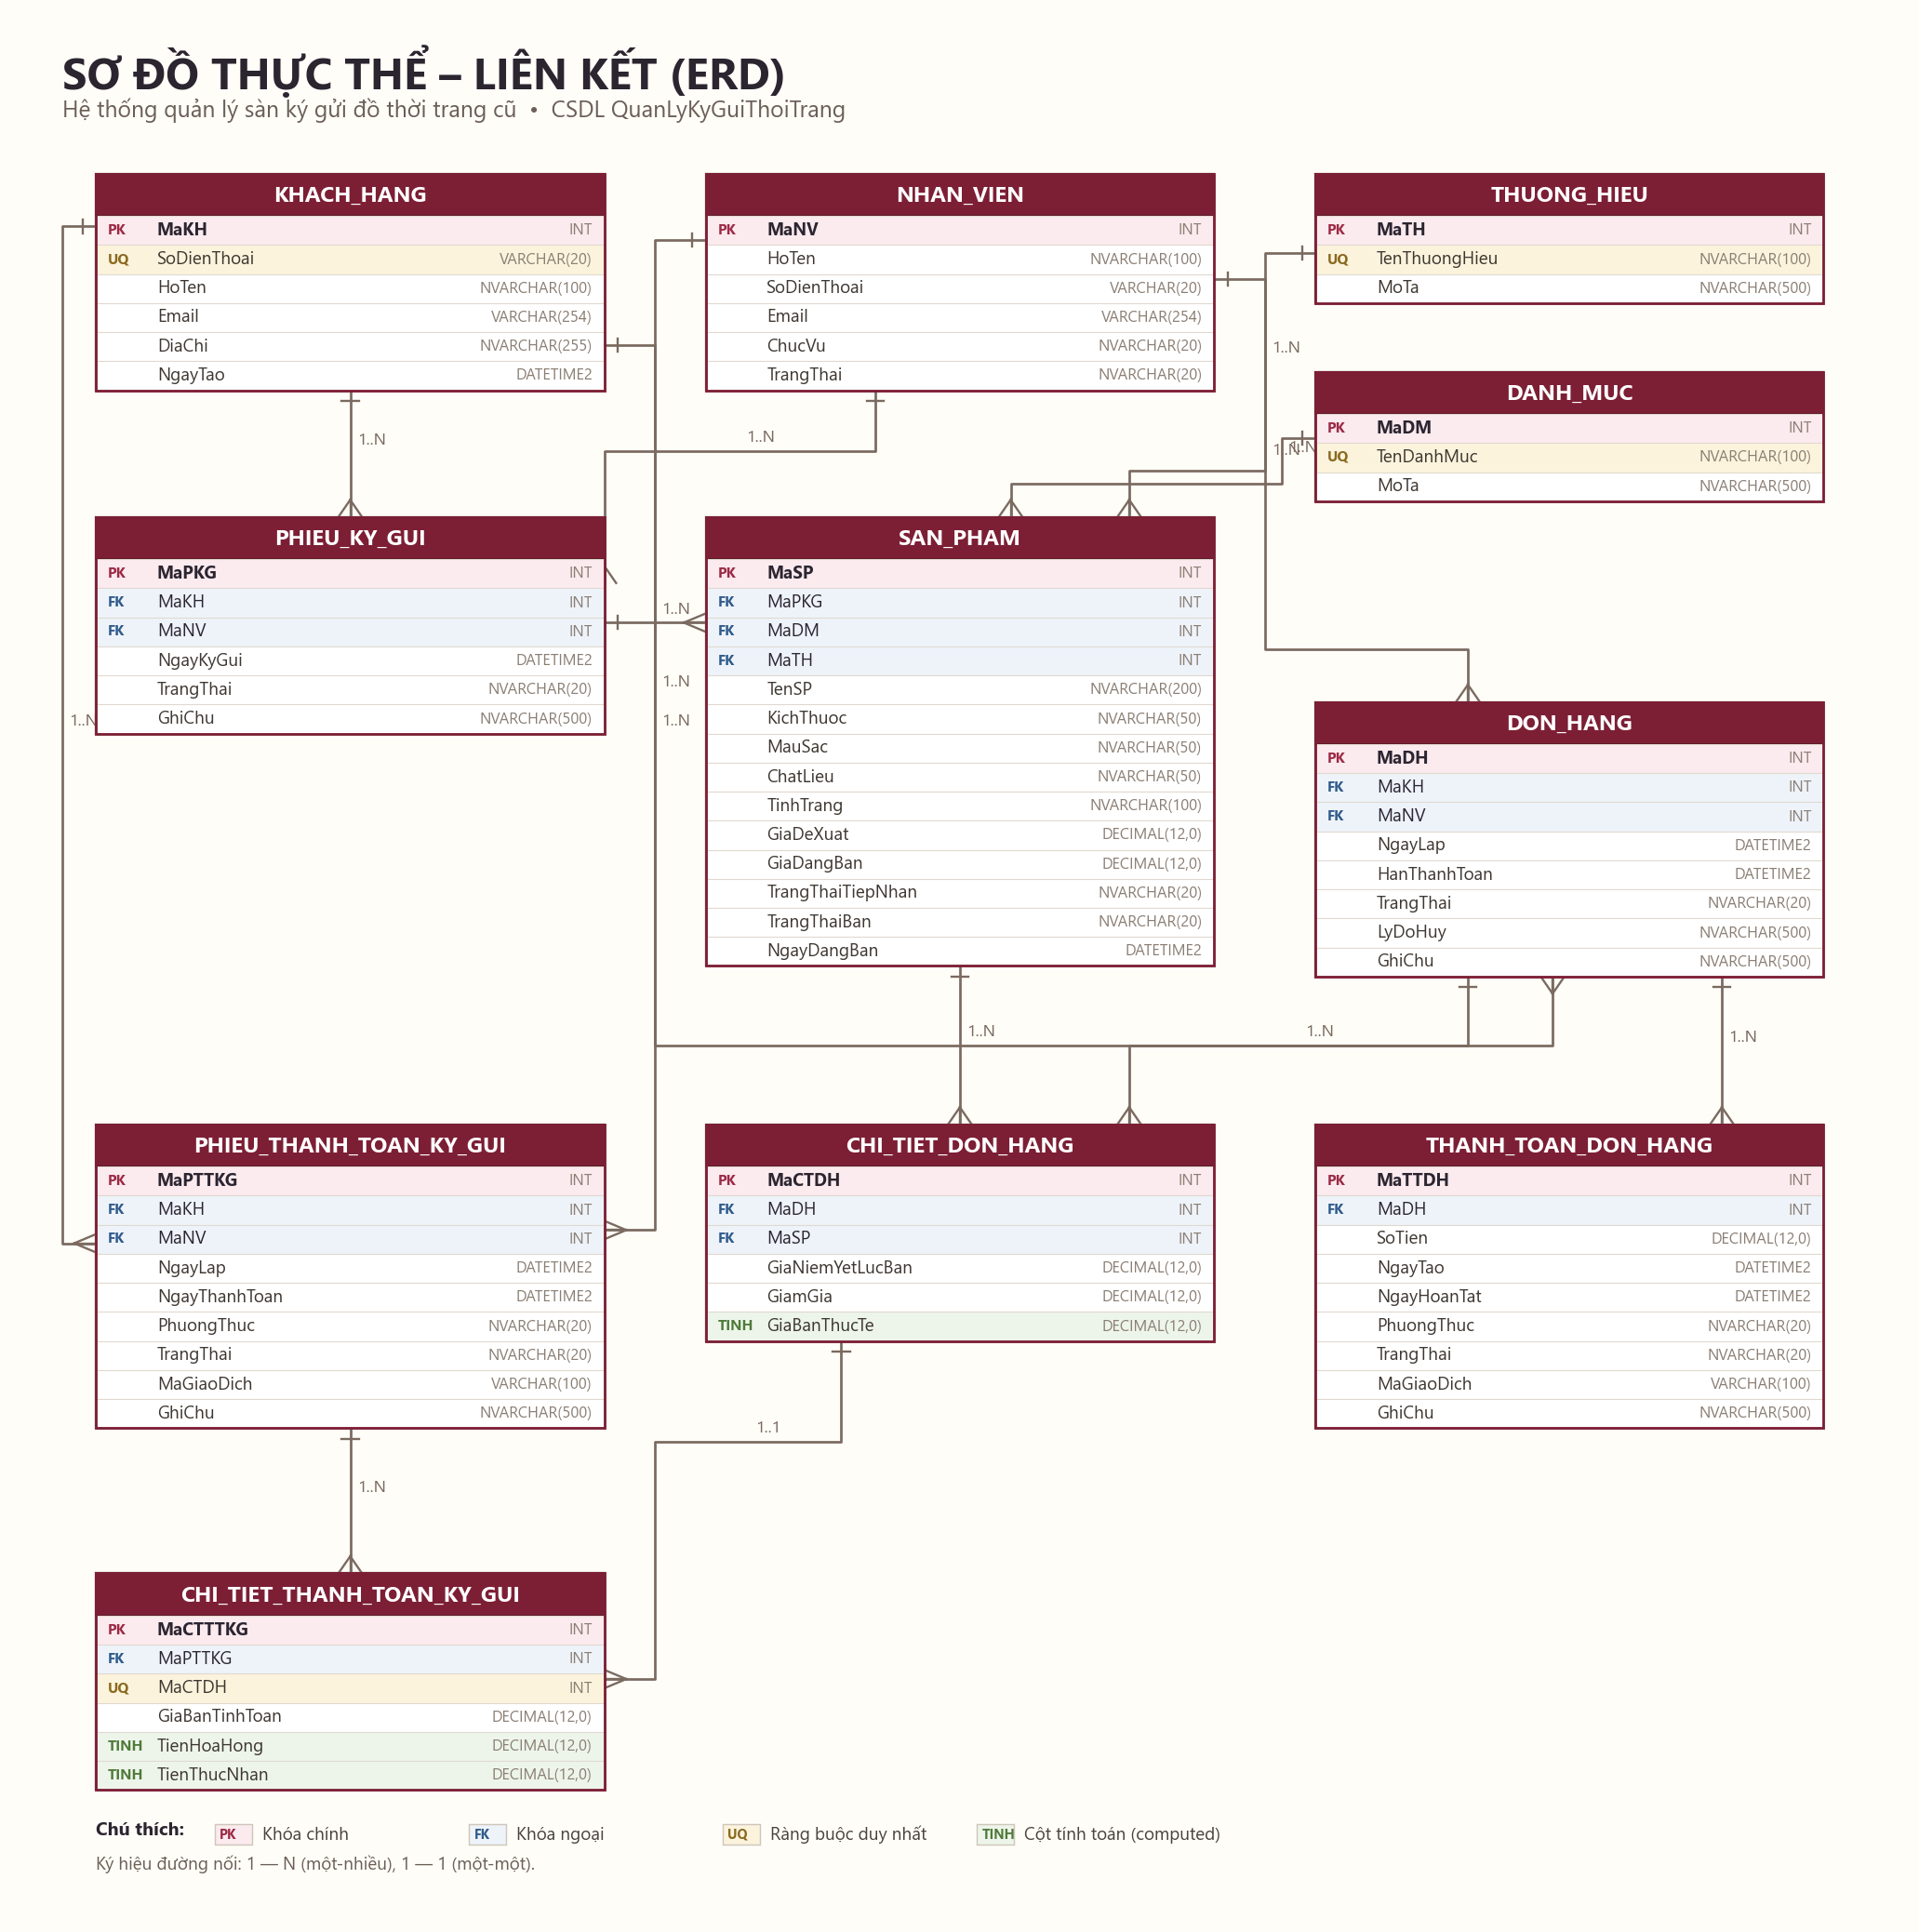 SƠ ĐỒ THỰC THỂ – LIÊN KẾT (ERD)
Hệ thống quản lý sàn ký gửi đồ thời trang cũ • CSDL QuanLyKyGuiThoiTrang
KHACH_HANG
PK MaKH INT
UQ SoDienThoai VARCHAR(20)
HoTen NVARCHAR(100)
Email VARCHAR(254)
DiaChi NVARCHAR(255)
NgayTao DATETIME2
NHAN_VIEN
PK MaNV INT
HoTen NVARCHAR(100)
SoDienThoai VARCHAR(20)
Email VARCHAR(254)
ChucVu NVARCHAR(20)
TrangThai NVARCHAR(20)
THUONG_HIEU
PK MaTH INT
UQ TenThuongHieu NVARCHAR(100)
MoTa NVARCHAR(500)
1..N
DANH_MUC
PK MaDM INT
UQ TenDanhMuc NVARCHAR(100)
MoTa NVARCHAR(500)
1..N
1..N
1..N
1..N
PHIEU_KY_GUI
PK MaPKG INT
FK MaKH INT
FK MaNV INT
NgayKyGui DATETIME2
TrangThai NVARCHAR(20)
GhiChu NVARCHAR(500)
1..N
1..N
1..N
1..N
SAN_PHAM
PK MaSP INT
FK MaPKG INT
FK MaDM INT
FK MaTH INT
TenSP NVARCHAR(200)
KichThuoc NVARCHAR(50)
MauSac NVARCHAR(50)
ChatLieu NVARCHAR(50)
TinhTrang NVARCHAR(100)
GiaDeXuat DECIMAL(12,0)
GiaDangBan DECIMAL(12,0)
TrangThaiTiepNhan NVARCHAR(20)
TrangThaiBan NVARCHAR(20)
NgayDangBan DATETIME2
DON_HANG
PK MaDH INT
FK MaKH INT
FK MaNV INT
NgayLap DATETIME2
HanThanhToan DATETIME2
TrangThai NVARCHAR(20)
LyDoHuy NVARCHAR(500)
GhiChu NVARCHAR(500)
1..N
1..N
1..N
PHIEU_THANH_TOAN_KY_GUI
PK MaPTTKG INT
FK MaKH INT
FK MaNV INT
NgayLap DATETIME2
NgayThanhToan DATETIME2
PhuongThuc NVARCHAR(20)
TrangThai NVARCHAR(20)
MaGiaoDich VARCHAR(100)
GhiChu NVARCHAR(500)
CHI_TIET_DON_HANG
PK MaCTDH INT
FK MaDH INT
FK MaSP INT
GiaNiemYetLucBan DECIMAL(12,0)
GiamGia DECIMAL(12,0)
TINH GiaBanThucTe DECIMAL(12,0)
THANH_TOAN_DON_HANG
PK MaTTDH INT
FK MaDH INT
SoTien DECIMAL(12,0)
NgayTao DATETIME2
NgayHoanTat DATETIME2
PhuongThuc NVARCHAR(20)
TrangThai NVARCHAR(20)
MaGiaoDich VARCHAR(100)
GhiChu NVARCHAR(500)
1..1
1..N
CHI_TIET_THANH_TOAN_KY_GUI
PK MaCTTTKG INT
FK MaPTTKG INT
UQ MaCTDH INT
GiaBanTinhToan DECIMAL(12,0)
TINH TienHoaHong DECIMAL(12,0)
TINH TienThucNhan DECIMAL(12,0)
Chú thích: PK Khóa chính FK Khóa ngoại UQ Ràng buộc duy nhất TINH Cột tính toán (computed)
Ký hiệu đường nối: 1 — N (một-nhiều), 1 — 1 (một-một).